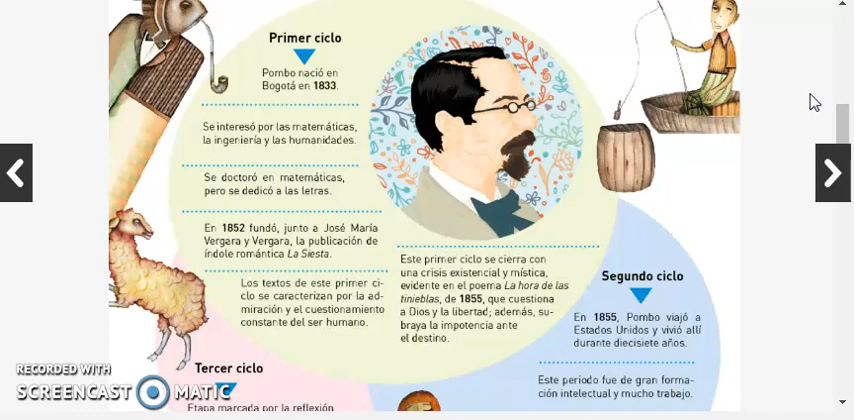 Primer ciclo
Pombo nació en
Bogotá en 1833.
Se interesó por las matemáticas,
la ingeniería y las humanidades.
Se doctoró en matemáticas,
pero se dedicó a las letras.
En 1852 fundó, junto a José María
Vergara y Vergara, la publicación de
índole romántica La Siesta.
Los textos de este primer ci-
clo se caracterizan por la ad-
miración y el cuestionamiento
constante del ser humano.
Este primer ciclo se cierra con
una crisis existencial y mística,
evidente en el poema La hora de las
tinieblas, de 1855, que cuestiona
a Dios y la libertad; además, su-
braya la impotencia ante
el destino.
Segundo ciclo
En 1855, Pombo viajó a
Estados Unidos y vivió allí
durante diecisiete años.
Este periodo fue de gran forma-
ción intelectual y mucho trabajo.
Tercer ciclo
Etapa marcada por la reflexión
RECORDED WITH
SCREENCAST MATIC